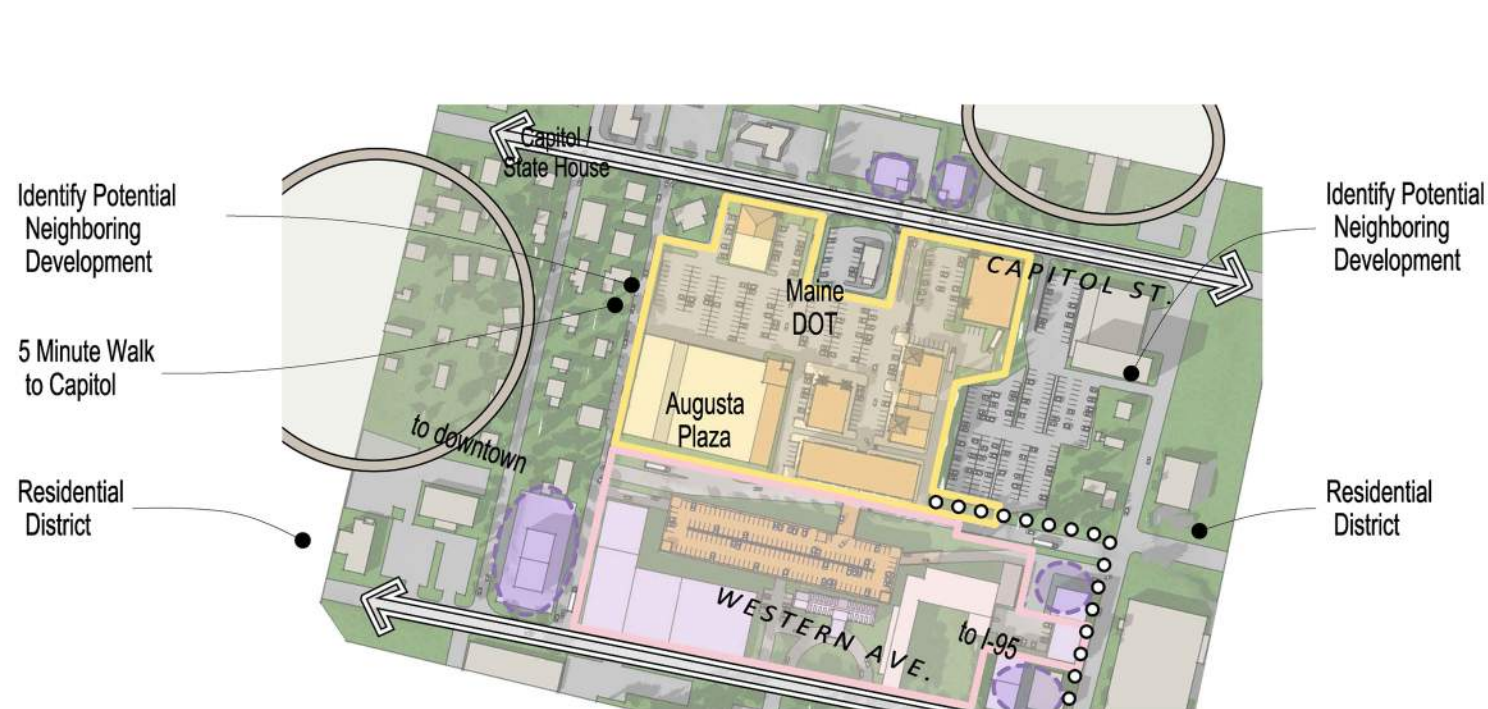 Capitol /
State House
Identify Potential
Neighboring
Development
Identify Potential
Neighboring
Development
CAPITOL ST.
Maine
DOT
5 Minute Walk
to Capitol
Augusta
Plaza
to downtown
Residential
District
Residential
District
WESTERN AVE.
to I-95